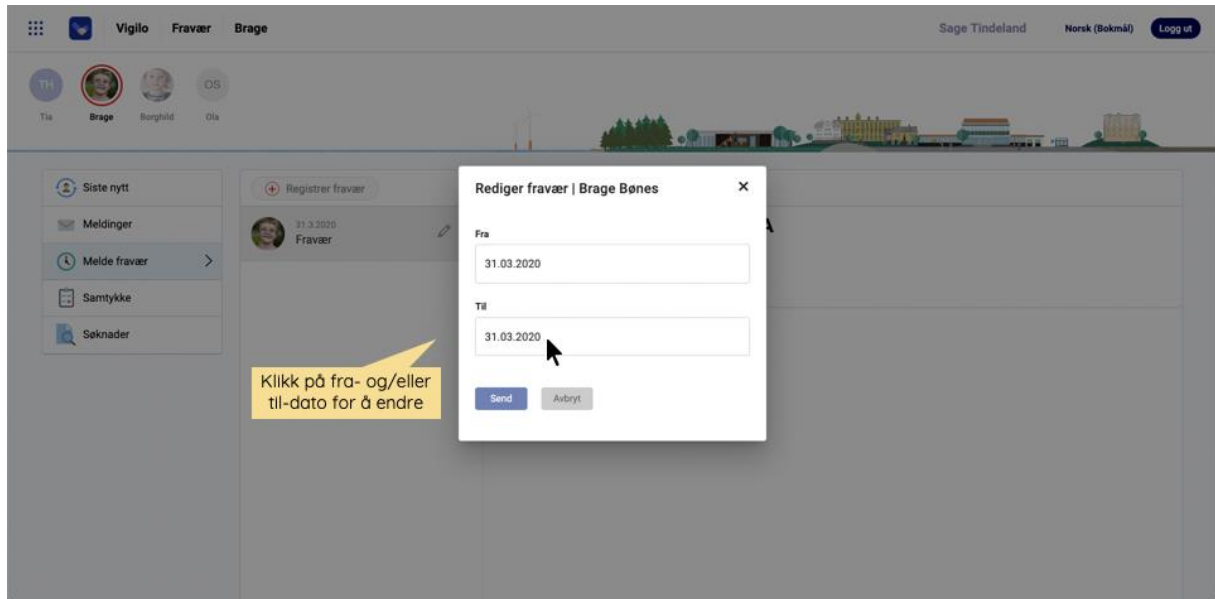 Vigilo Fravær Brage Sage Tindeland Norsk (Bokmål) Logg ut
TH OS
Tia Brage Borghild Ola
Siste nytt
Meldinger
Melde fravær
Samtykke
Søknader
Registrer fravær
31.3.2020
Fravær
Rediger fravær | Brage Bønes
Fra
31.03.2020
Til
31.03.2020
Send Avbryt
Klikk på fra- og/eller
til-dato for å endre